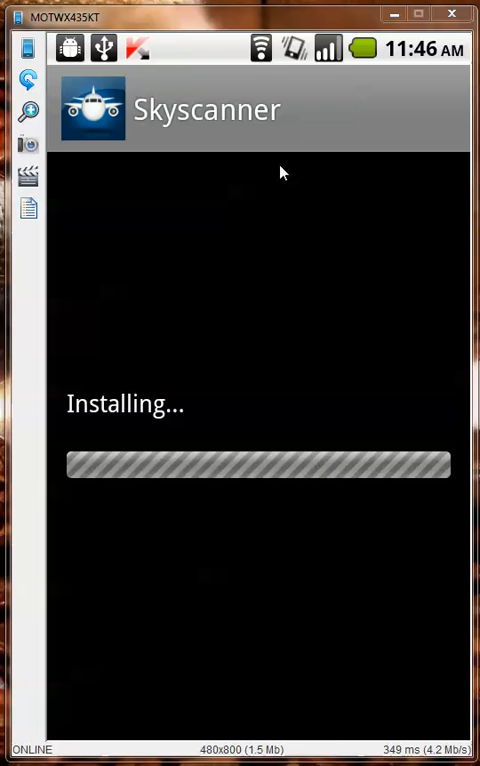 MOTWX435KT
11:46 AM
Skyscanner
Installing...
ONLINE
480x800 (1.5 Mb)
349 ms (4.2 Mb/s)